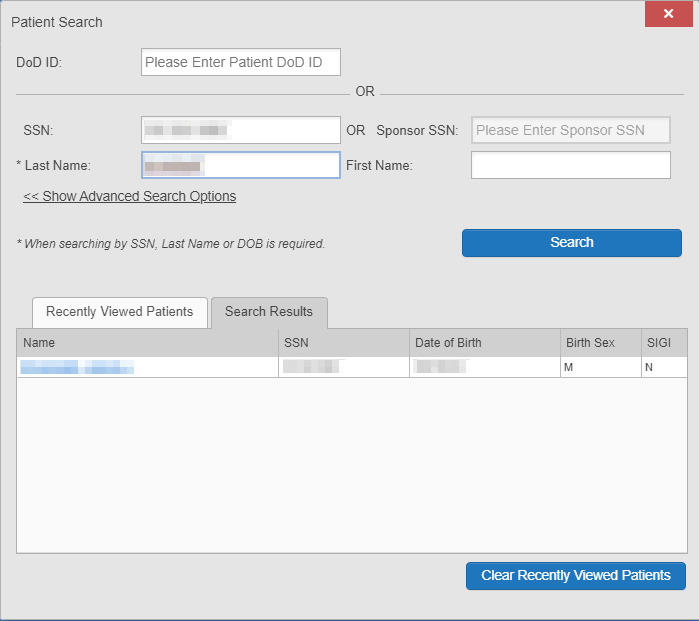 Patient Search
DoD ID: Please Enter Patient DoD ID
OR
SSN: OR Sponsor SSN: Please Enter Sponsor SSN
* Last Name: First Name:
<< Show Advanced Search Options
* When searching by SSN, Last Name or DOB is required.
Search
Recently Viewed Patients Search Results
Name SSN Date of Birth Birth Sex SIGI
M N
Clear Recently Viewed Patients